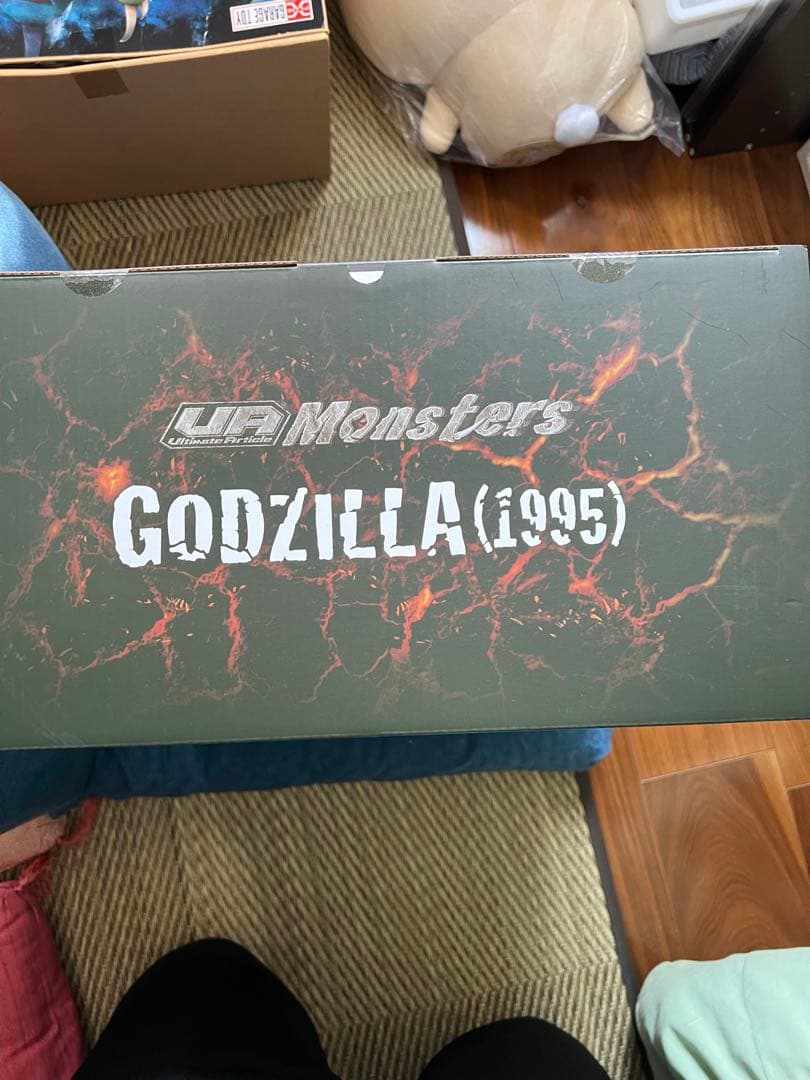 GARAGE TOY
UA Monsters
Ultimate Article
GODZILLA (1995)